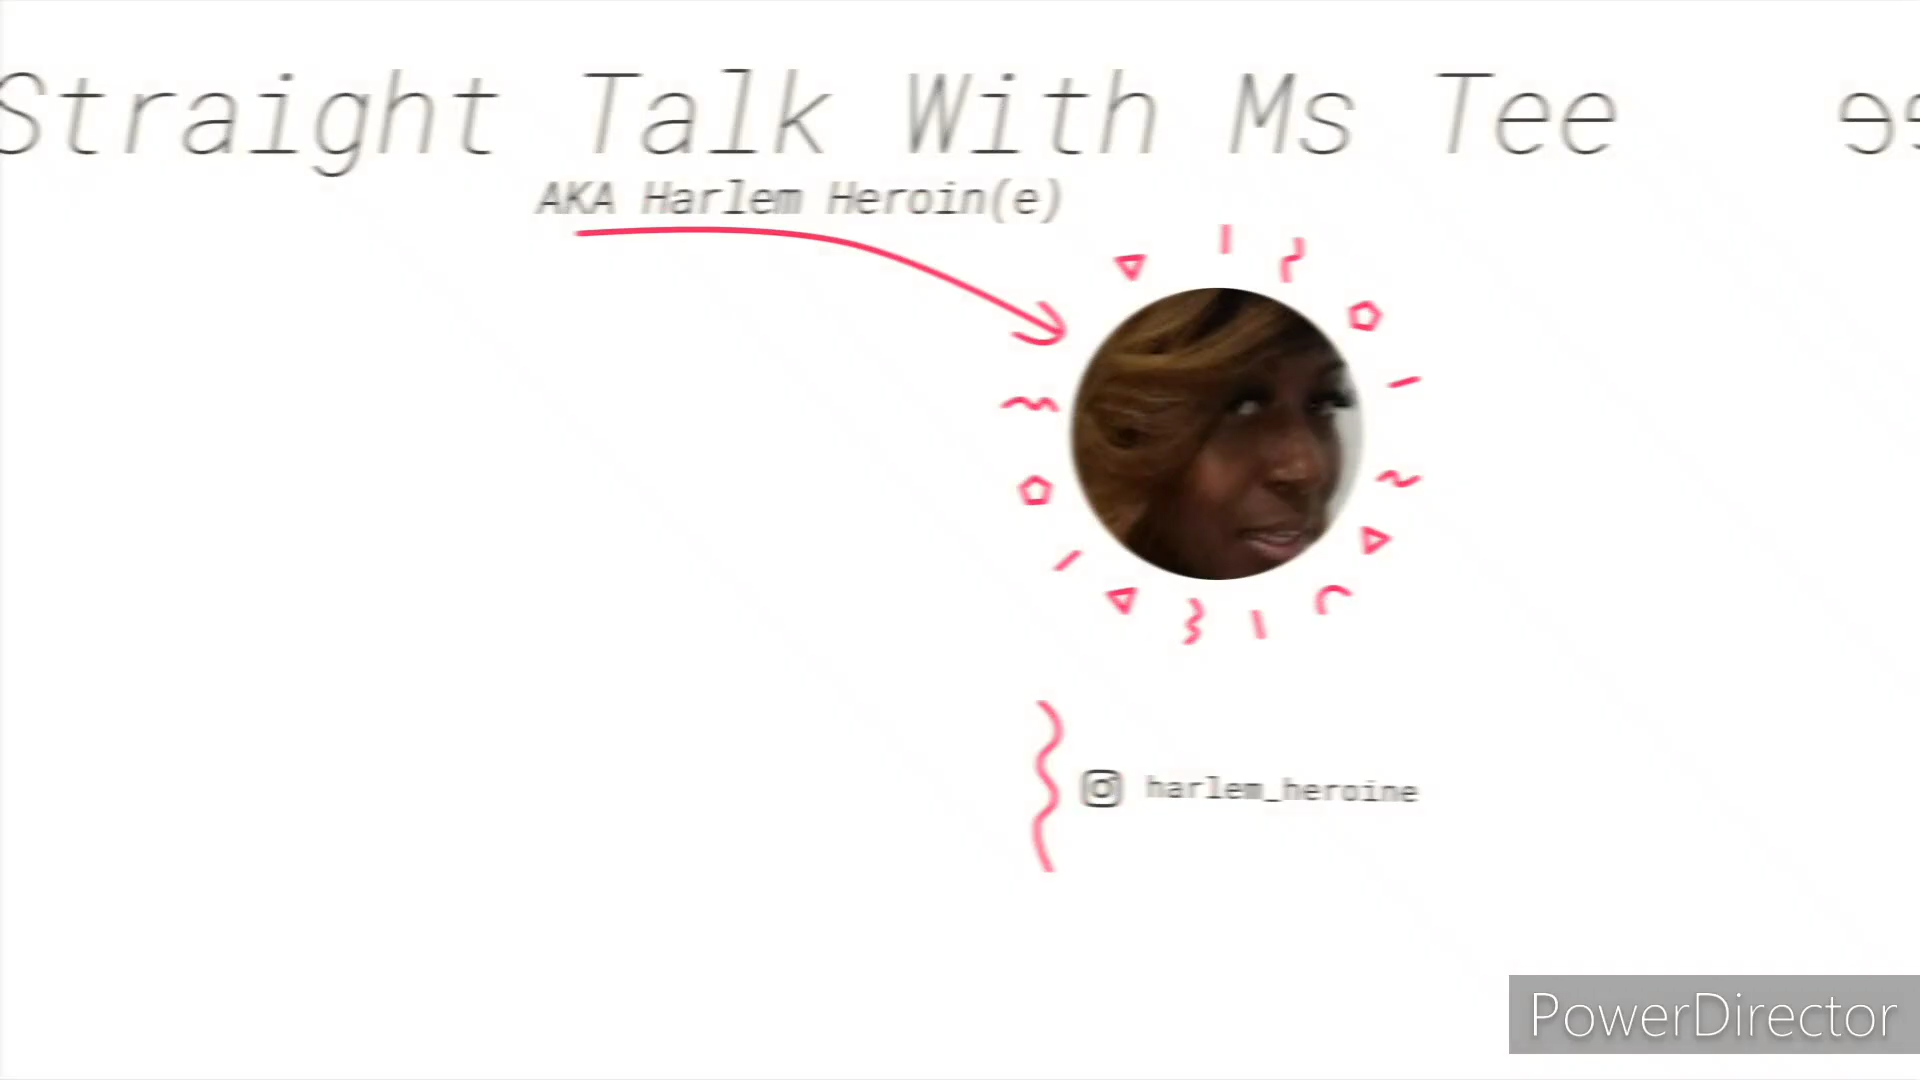 Straight Talk With Ms Tee
AKA Harlem Heroin(e)
harlem_heroine
PowerDirector